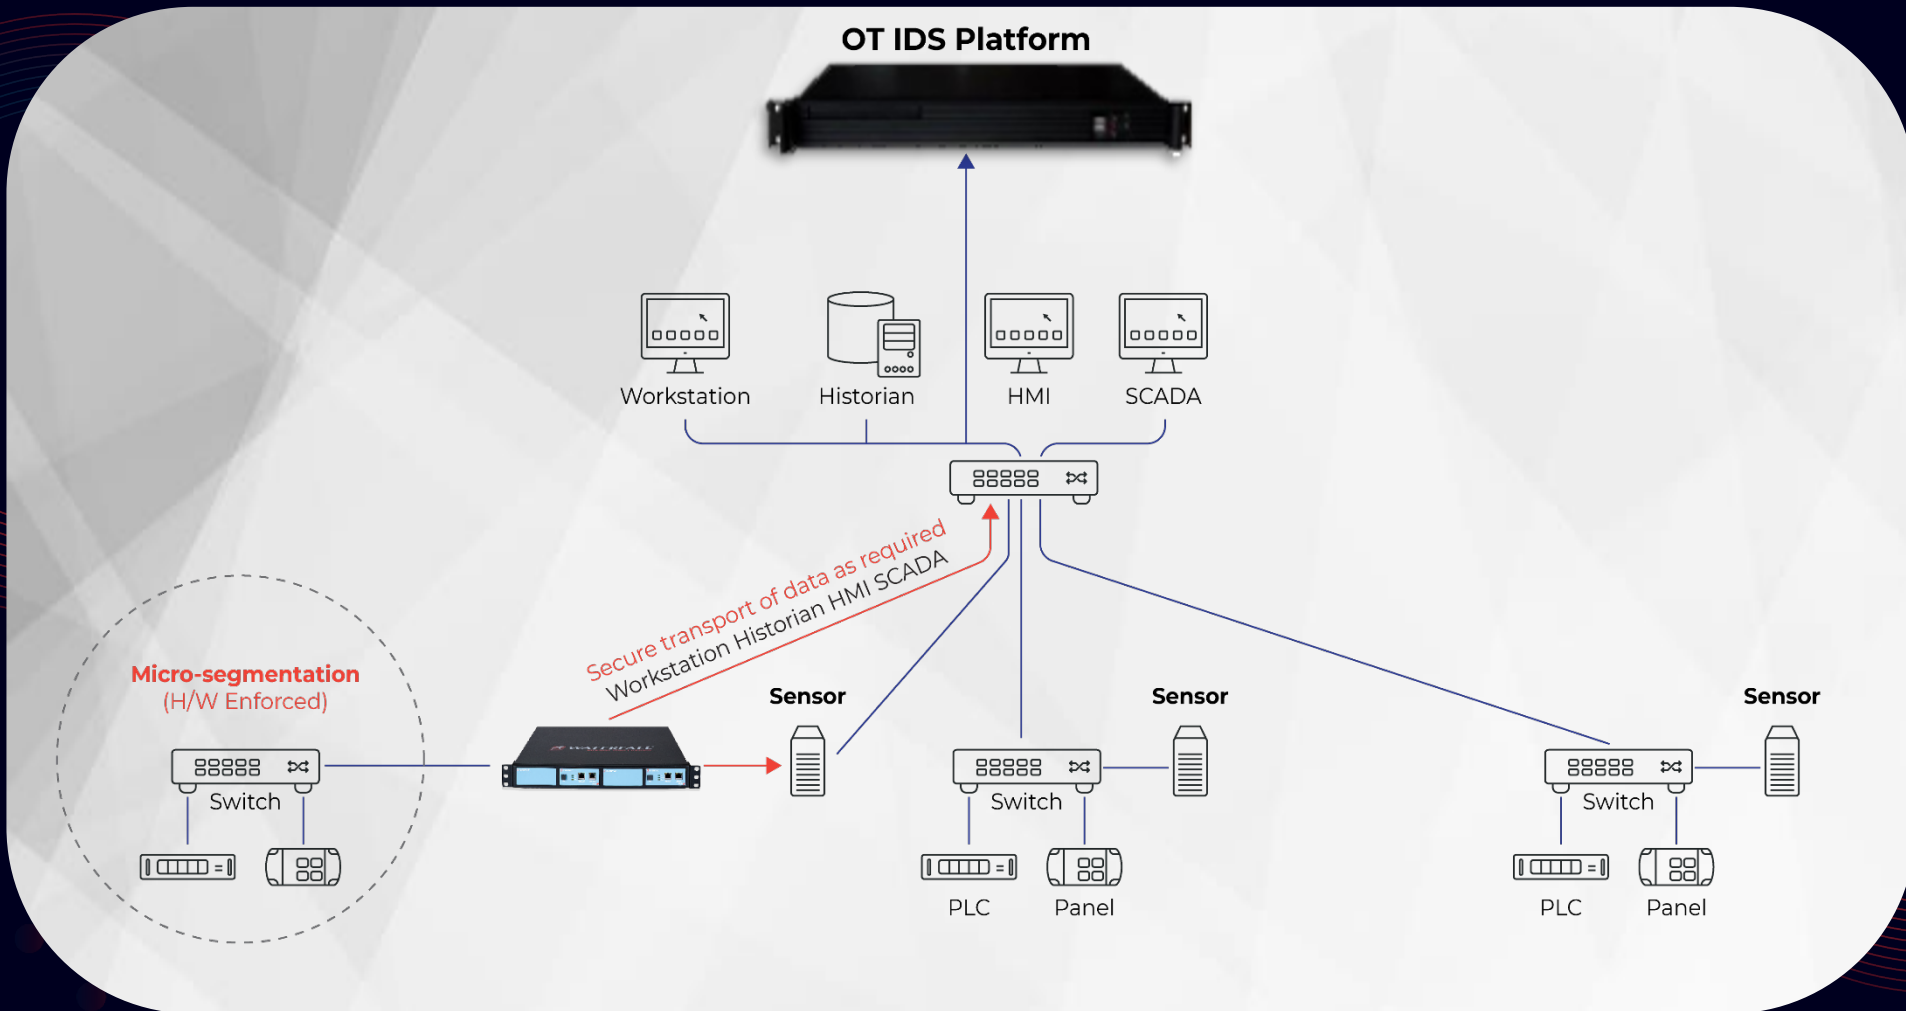 OT IDS Platform
Workstation
Historian
HMI
SCADA
Secure transport of data as required
Workstation Historian HMI SCADA
Micro-segmentation
(H/W Enforced)
Sensor
Sensor
Sensor
WATERFALL
Switch
Switch
Switch
PLC
Panel
PLC
Panel